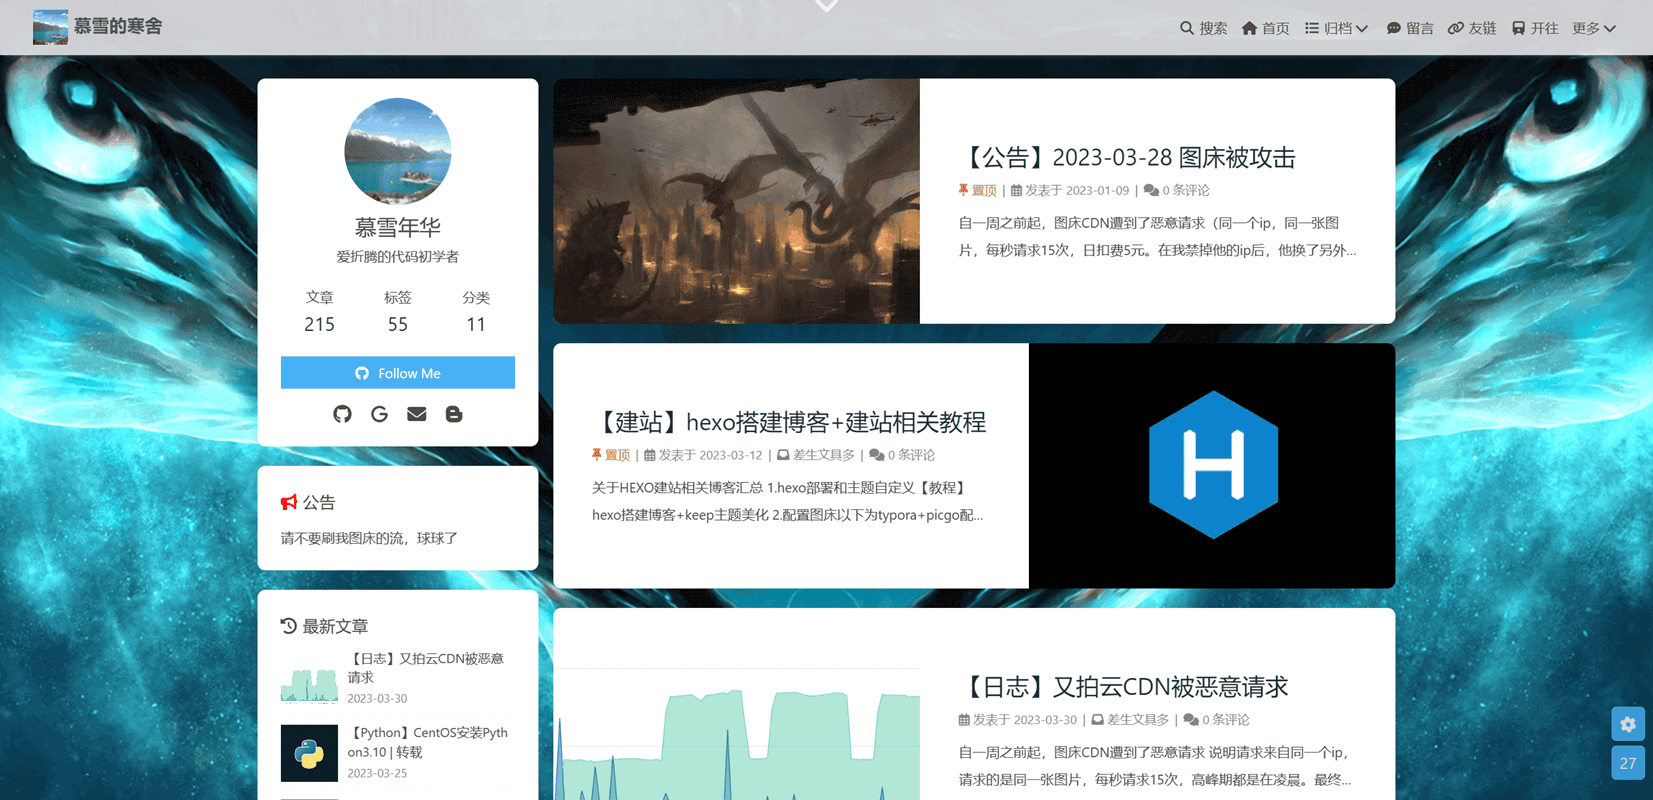 慕雪的寒舍
搜索 首页 归档 留言 友链 开往 更多
慕雪年华
爱折腾的代码初学者
文章 标签 分类
215 55 11
Follow Me
公告
请不要刷我图床的流，球球了
最新文章
【日志】又拍云CDN被恶意
请求
2023-03-30
【Python】CentOS安装Pyth
on3.10 | 转载
2023-03-25
【公告】2023-03-28 图床被攻击
置顶 | 发表于 2023-01-09 | 0 条评论
自一周之前起，图床CDN遭到了恶意请求（同一个ip，同一张图
片，每秒请求15次，日扣费5元。在我禁掉他的ip后，他换了另外...
【建站】hexo搭建博客+建站相关教程
置顶 | 发表于 2023-03-12 | 差生文具多 | 0 条评论
关于HEXO建站相关博客汇总 1.hexo部署和主题自定义【教程】
hexo搭建博客+keep主题美化 2.配置图床以下为typora+picgo配...
H
【日志】又拍云CDN被恶意请求
发表于 2023-03-30 | 差生文具多 | 0 条评论
自一周之前起，图床CDN遭到了恶意请求 说明请求来自同一个ip，
请求的是同一张图片，每秒请求15次，高峰期都是在凌晨。最终...
27